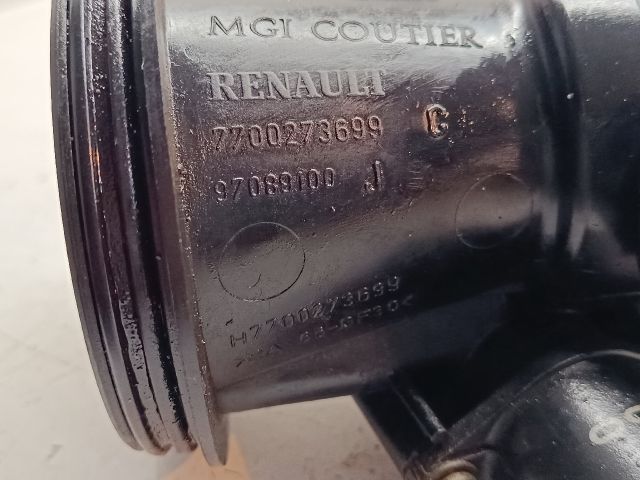 MGI COUTIER
RENAULT
7700273699 C
97089100 J
H7700273699